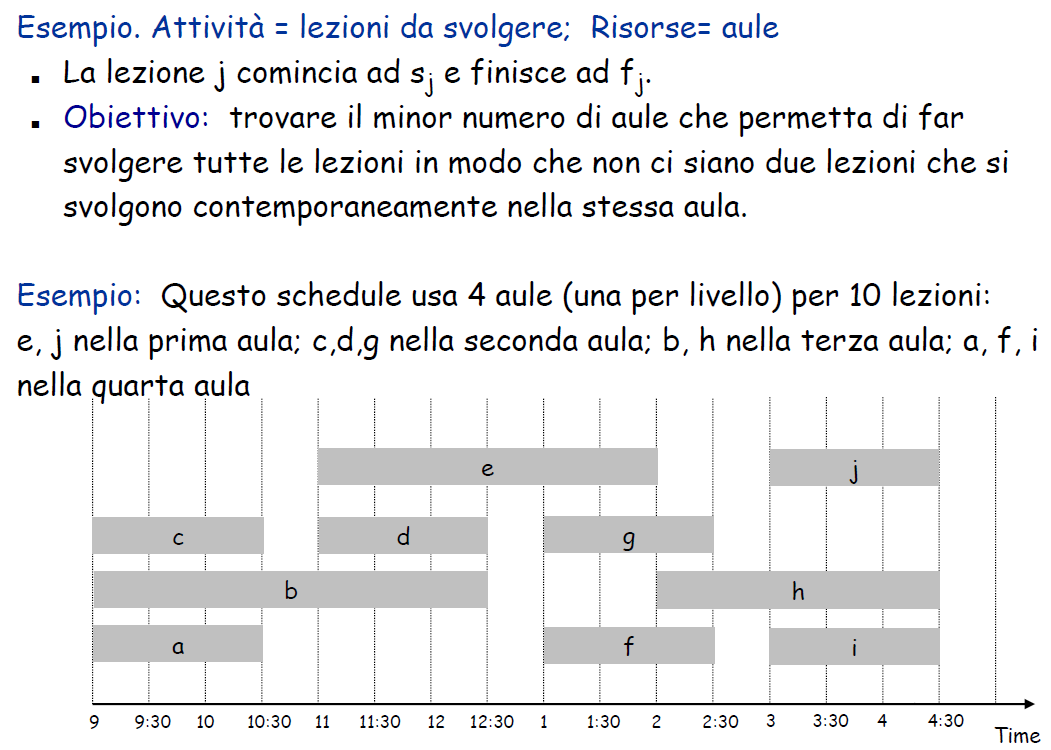 Esempio. Attività = lezioni da svolgere; Risorse= aule
▪ La lezione j comincia ad sj e finisce ad fj.
▪ Obiettivo: trovare il minor numero di aule che permetta di far
svolgere tutte le lezioni in modo che non ci siano due lezioni che si
svolgono contemporaneamente nella stessa aula.
Esempio: Questo schedule usa 4 aule (una per livello) per 10 lezioni:
e, j nella prima aula; c,d,g nella seconda aula; b, h nella terza aula; a, f, i
nella quarta aula
e j
c d g
b h
a f i
9 9:30 10 10:30 11 11:30 12 12:30 1 1:30 2 2:30 3 3:30 4 4:30
Time